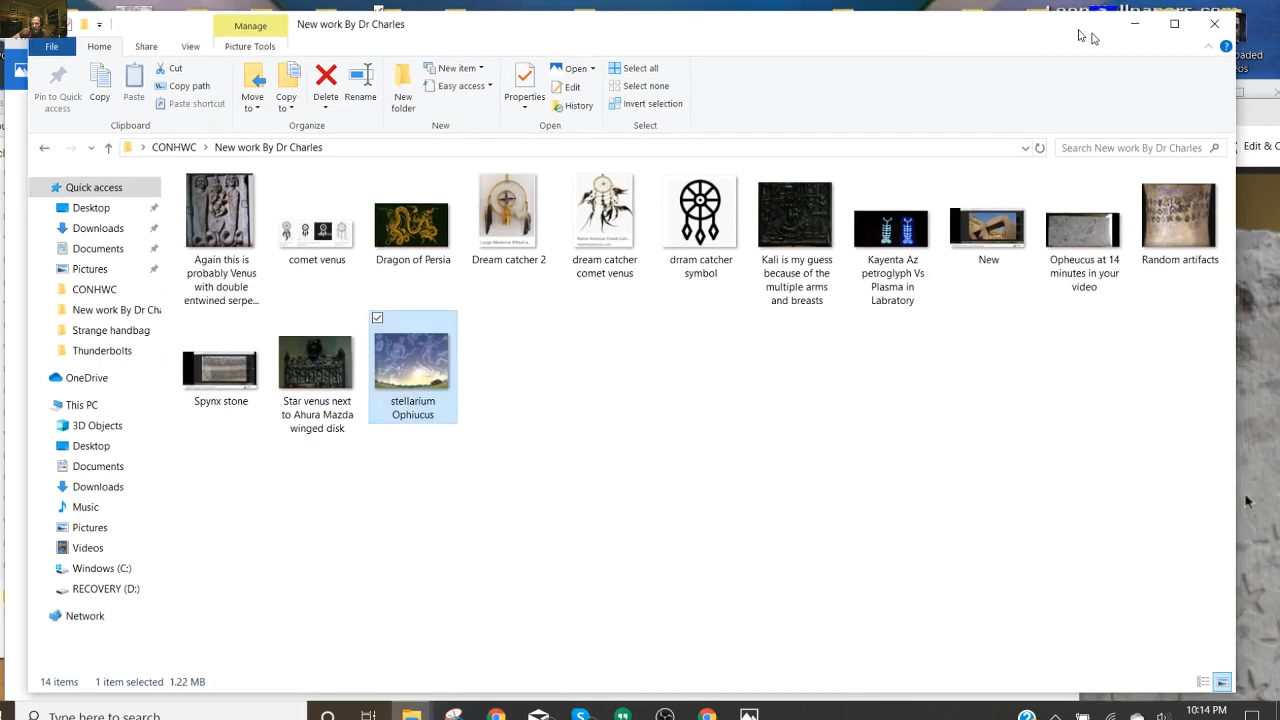 Manage
New work By Dr Charles
File
Home
Share
View
Picture Tools
Pin to Quick
access
Copy
Paste
Cut
Copy path
Paste shortcut
Clipboard
Move
to
Copy
to
Delete
Rename
Organize
New
folder
New item
Easy access
New
Properties
Open
Edit
History
Open
Select all
Select none
Invert selection
Select
CONHWC > New work By Dr Charles
Search New work By Dr Charles
Edit & C
Quick access
Desktop
Downloads
Documents
Pictures
CONHWC
New work By Dr Cha
Strange handbag
Thunderbolts
OneDrive
This PC
3D Objects
Desktop
Documents
Downloads
Music
Pictures
Videos
Windows (C:)
RECOVERY (D:)
Network
Again this is
probably Venus
with double
entwined serpe...
comet venus
Dragon of Persia
Dream catcher 2
dream catcher
comet venus
drram catcher
symbol
Kali is my guess
because of the
multiple arms
and breasts
Kayenta Az
petroglyph Vs
Plasma in
Labratory
New
Opheucus at 14
minutes in your
video
Random artifacts
Spynx stone
Star venus next
to Ahura Mazda
winged disk
stellarium
Ophiucus
14 items
1 item selected 1.22 MB
Type here to search
10:14 PM